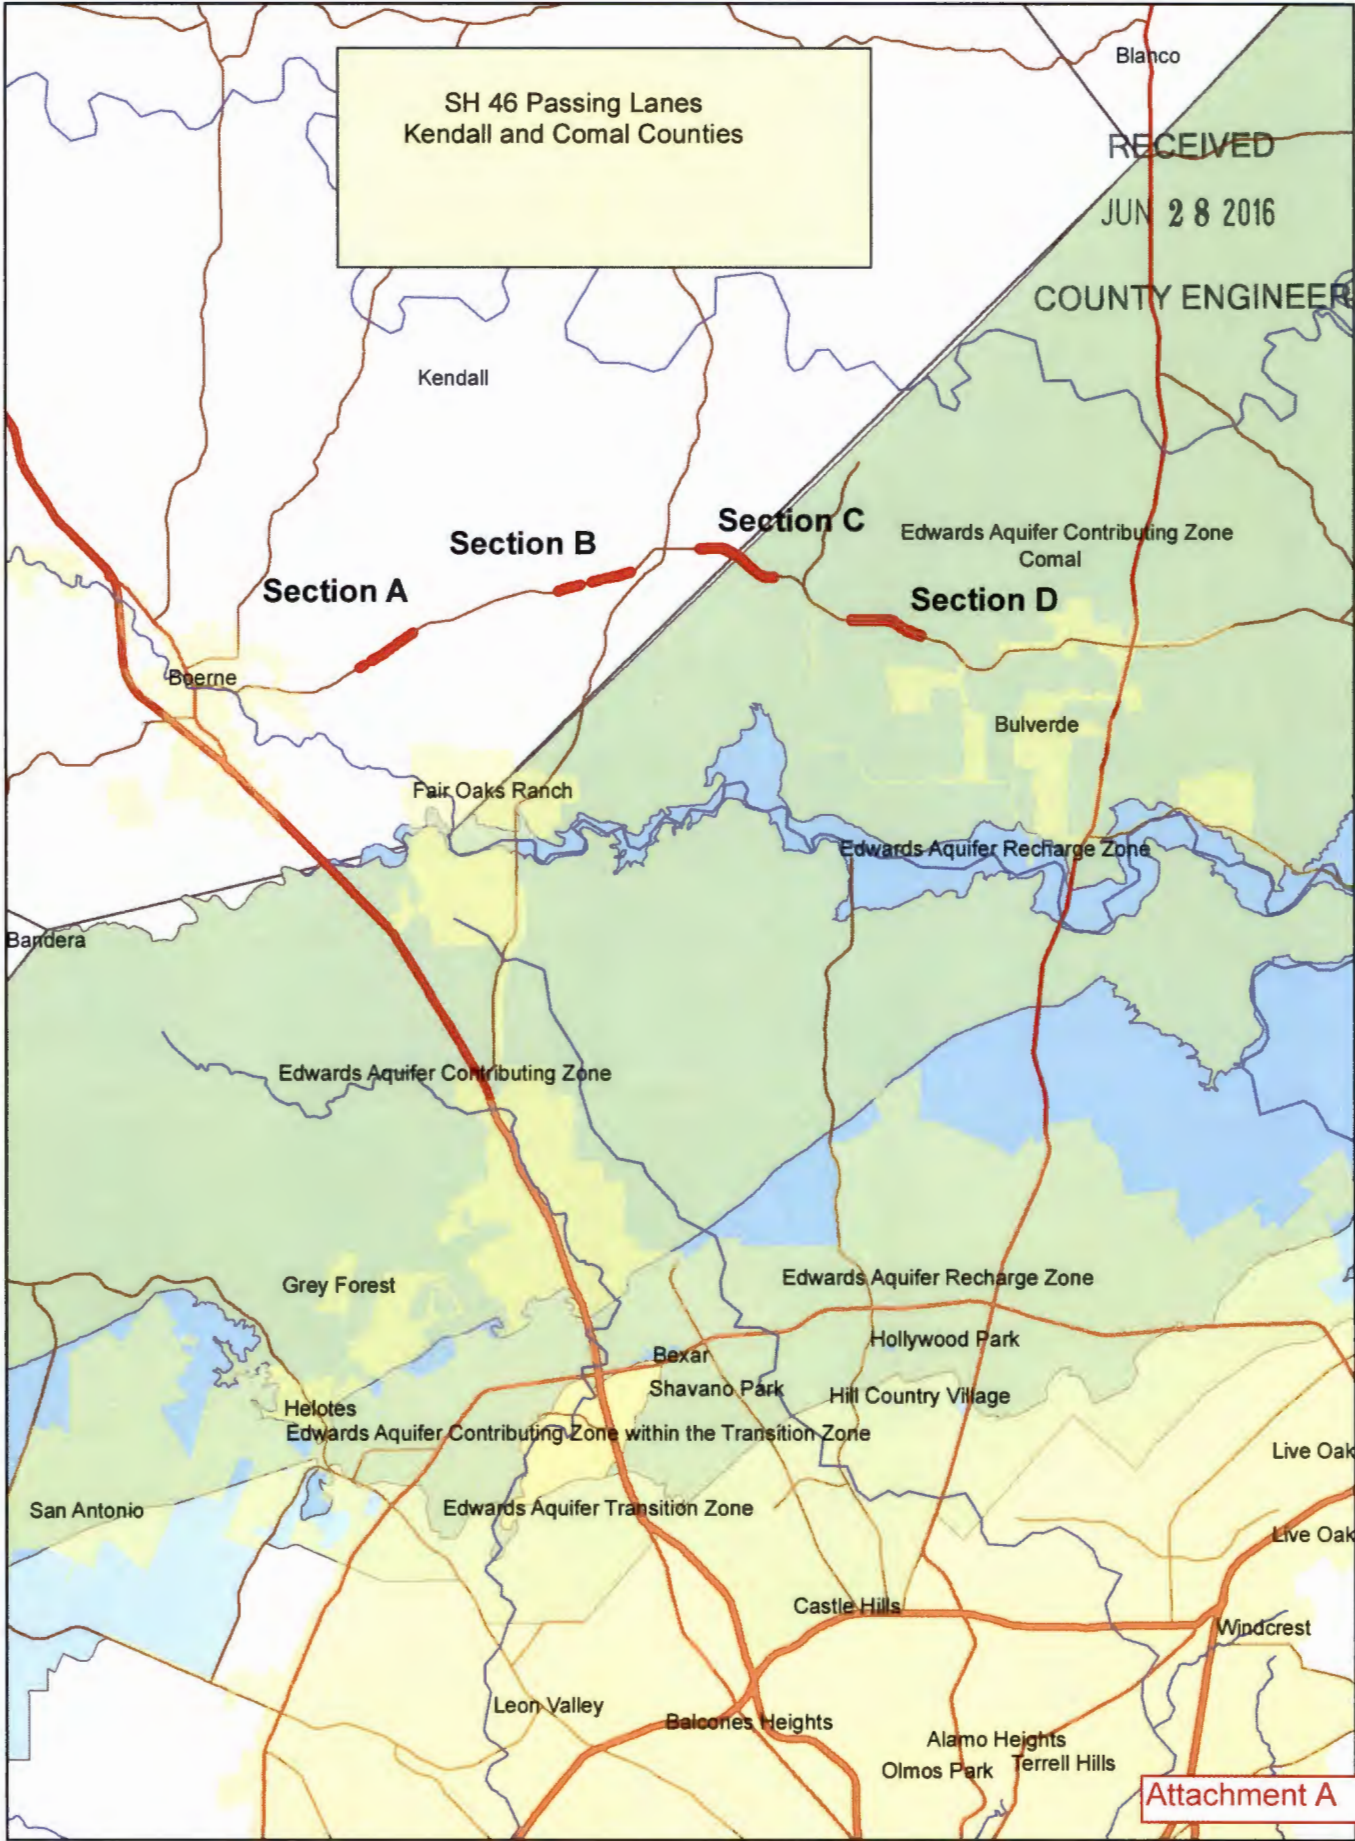 SH 46 Passing Lanes
Kendall and Comal Counties
Blanco
RECEIVED
JUN 28 2016
COUNTY ENGINEER
Kendall
Section C
Edwards Aquifer Contributing Zone
Comal
Section B
Section A
Section D
Boerne
Bulverde
Fair Oaks Ranch
Edwards Aquifer Recharge Zone
Bandera
Edwards Aquifer Contributing Zone
Grey Forest
Edwards Aquifer Recharge Zone
Hollywood Park
Bexar
Shavano Park
Hill Country Village
Helotes
Edwards Aquifer Contributing Zone within the Transition Zone
Live Oak
San Antonio
Edwards Aquifer Transition Zone
Live Oak
Castle Hills
Windcrest
Leon Valley
Balcones Heights
Alamo Heights
Olmos Park
Terrell Hills
Attachment A